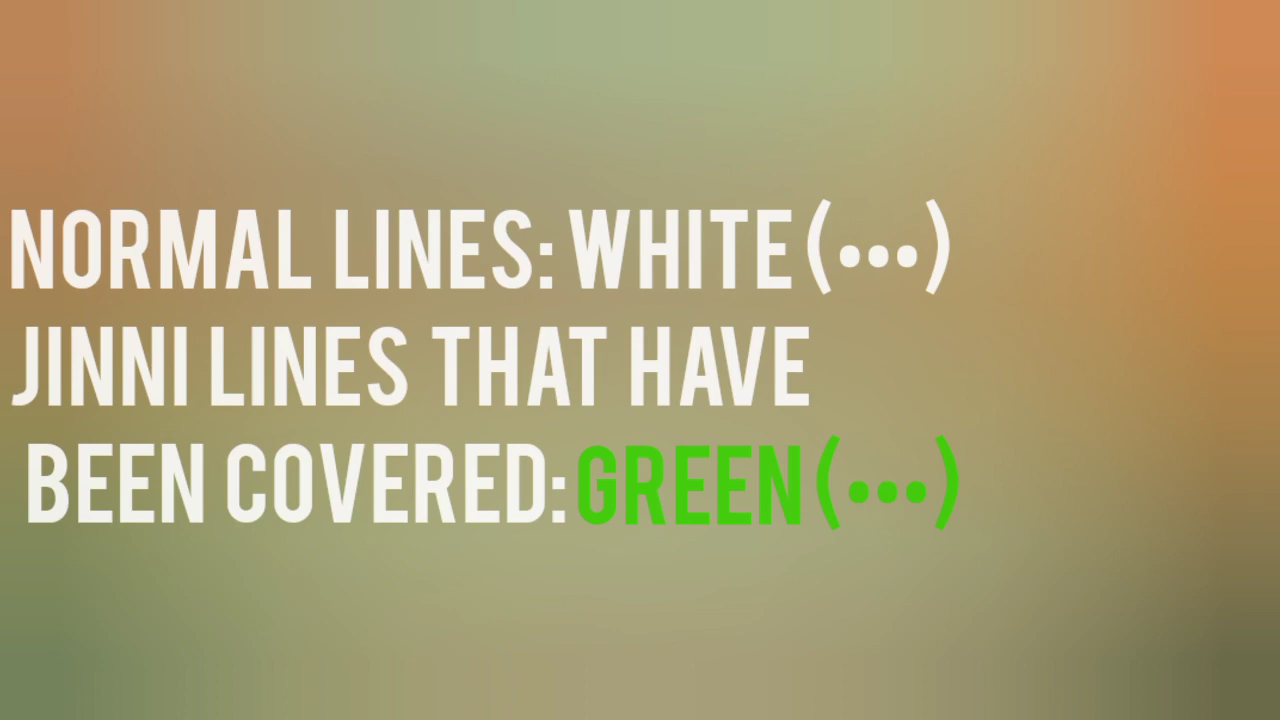 NORMAL LINES: WHITE (•••)
JINNI LINES THAT HAVE
BEEN COVERED: GREEN (•••)